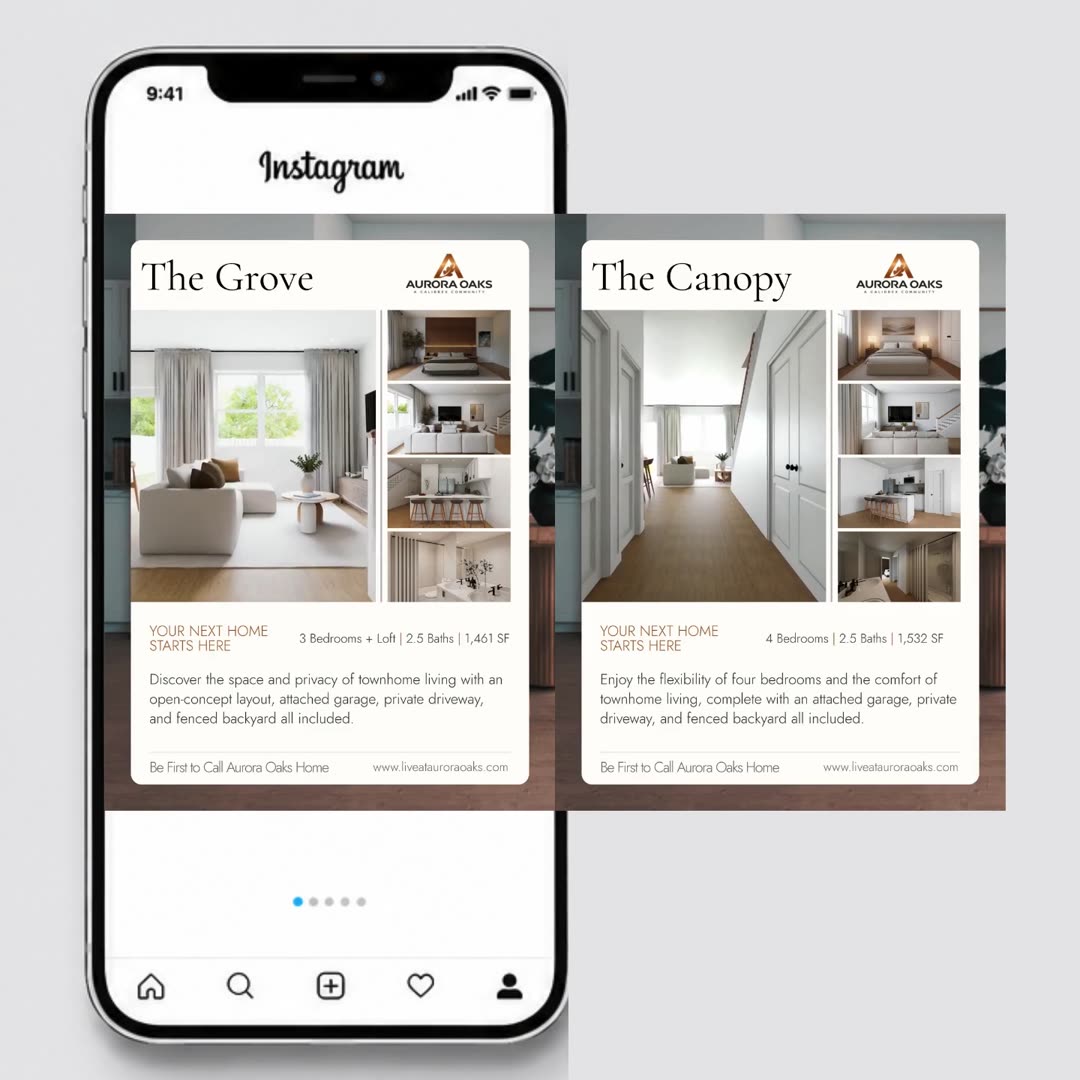 9:41
Instagram
The Grove
AURORA OAKS
A CALIBREX COMMUNITY
YOUR NEXT HOME
STARTS HERE
3 Bedrooms + Loft | 2.5 Baths | 1,461 SF
Discover the space and privacy of townhome living with an
open-concept layout, attached garage, private driveway,
and fenced backyard all included.
Be First to Call Aurora Oaks Home
www.liveatauroraoaks.com
The Canopy
AURORA OAKS
A CALIBREX COMMUNITY
YOUR NEXT HOME
STARTS HERE
4 Bedrooms | 2.5 Baths | 1,532 SF
Enjoy the flexibility of four bedrooms and the comfort of
townhome living, complete with an attached garage, private
driveway, and fenced backyard all included.
Be First to Call Aurora Oaks Home
www.liveatauroraoaks.com